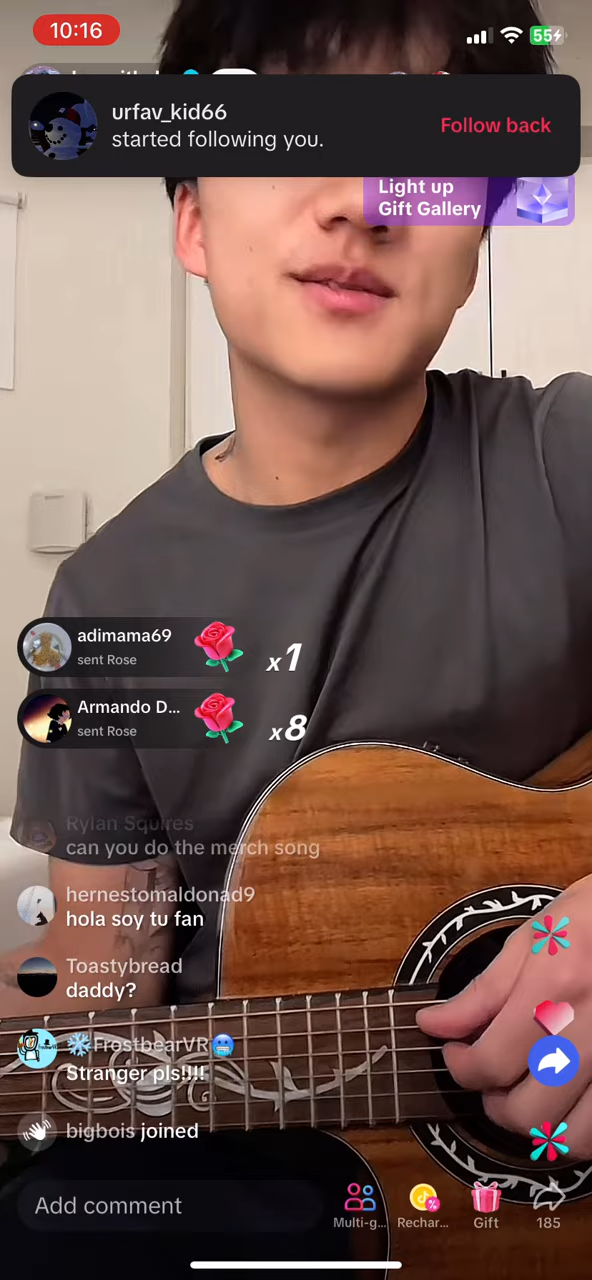 10:16
55
urfav_kid66
started following you.
Follow back
Light up
Gift Gallery
adimama69
sent Rose
x1
Armando D...
sent Rose
x8
Rylan Squires
can you do the merch song
hernestomaldonad9
hola soy tu fan
Toastybread
daddy?
❄️FrostbearVR🥶
Stranger pls!!!!
bigbois joined
Add comment
Multi-g...
Rechar...
Gift
185